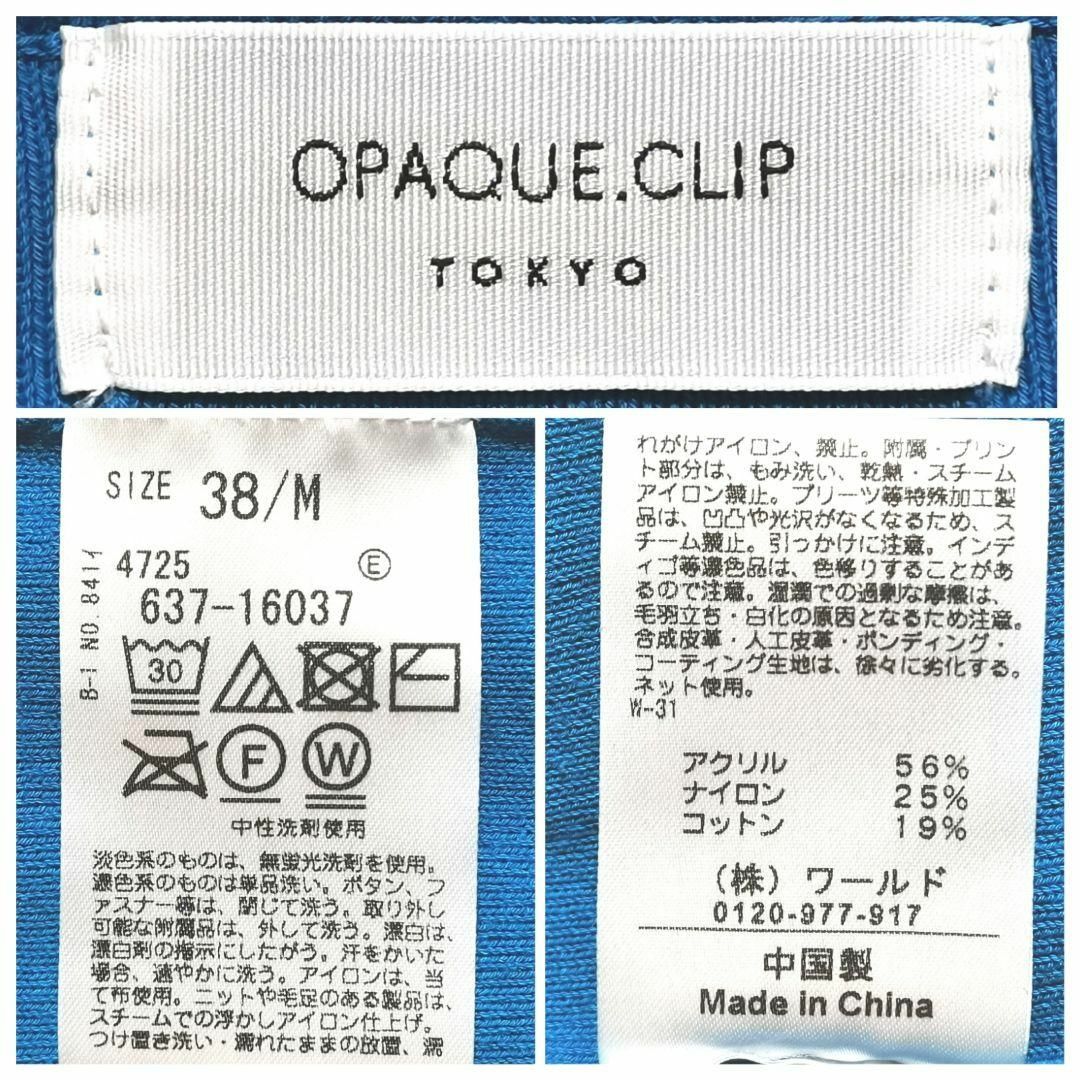 OPAQUE.CLIP
TOKYO
SIZE 38/M
4725 Ⓔ
637-16037
B-1 NO.8411
30
F W
中性洗剤使用
淡色系のものは、無蛍光洗剤を使用。
濃色系のものは単品洗い。ボタン、フ
ァスナー等は、閉じて洗う。取り外し
可能な附属品は、外して洗う。漂白は、
漂白剤の指示にしたがう。汗をかいた
場合、速やかに洗う。アイロンは、当
て布使用。ニットや毛足のある製品は、
スチームでの浮かしアイロン仕上げ。
つけ置き洗い・濡れたままの放置、濡
れがけアイロン、禁止。附属・プリン
ト部分は、もみ洗い、乾熱・スチーム
アイロン禁止。プリーツ等特殊加工製
品は、凹凸や光沢がなくなるため、ス
チーム禁止。引っかけに注意。インデ
ィゴ等濃色品は、色移りすることがあ
るので注意。湿潤での過剰な摩擦は、
毛羽立ち・白化の原因となるため注意。
合成皮革・人工皮革・ボンディング・
コーティング生地は、徐々に劣化する。
ネット使用。
W-31
アクリル 56%
ナイロン 25%
コットン 19%
(株)ワールド
0120-977-917
中国製
Made in China